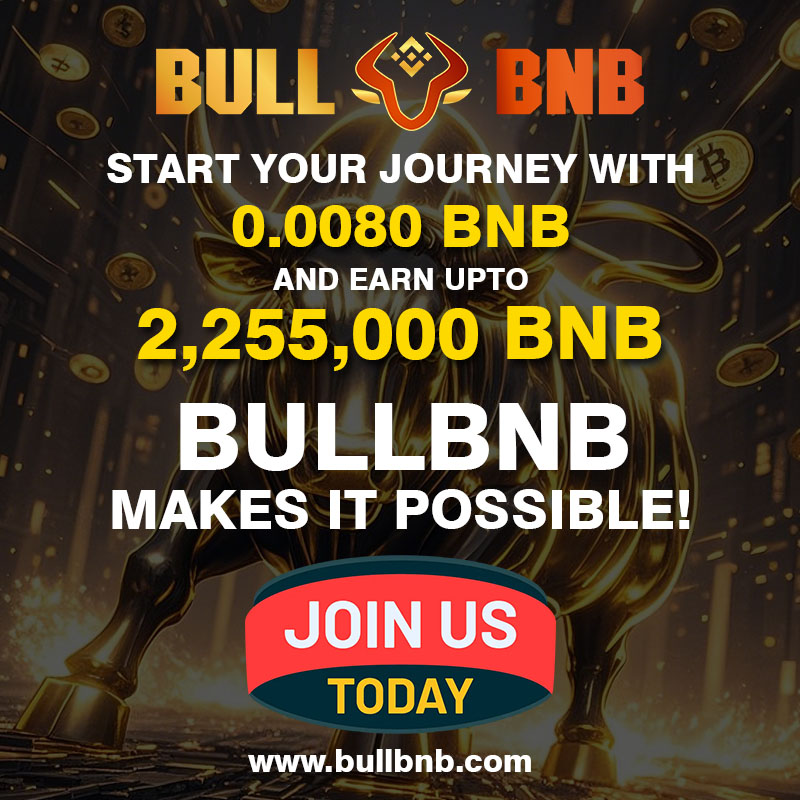 BULL BNB
START YOUR JOURNEY WITH
0.0080 BNB
AND EARN UPTO
2,255,000 BNB
BULLBNB
MAKES IT POSSIBLE!
JOIN US
TODAY
www.bullbnb.com